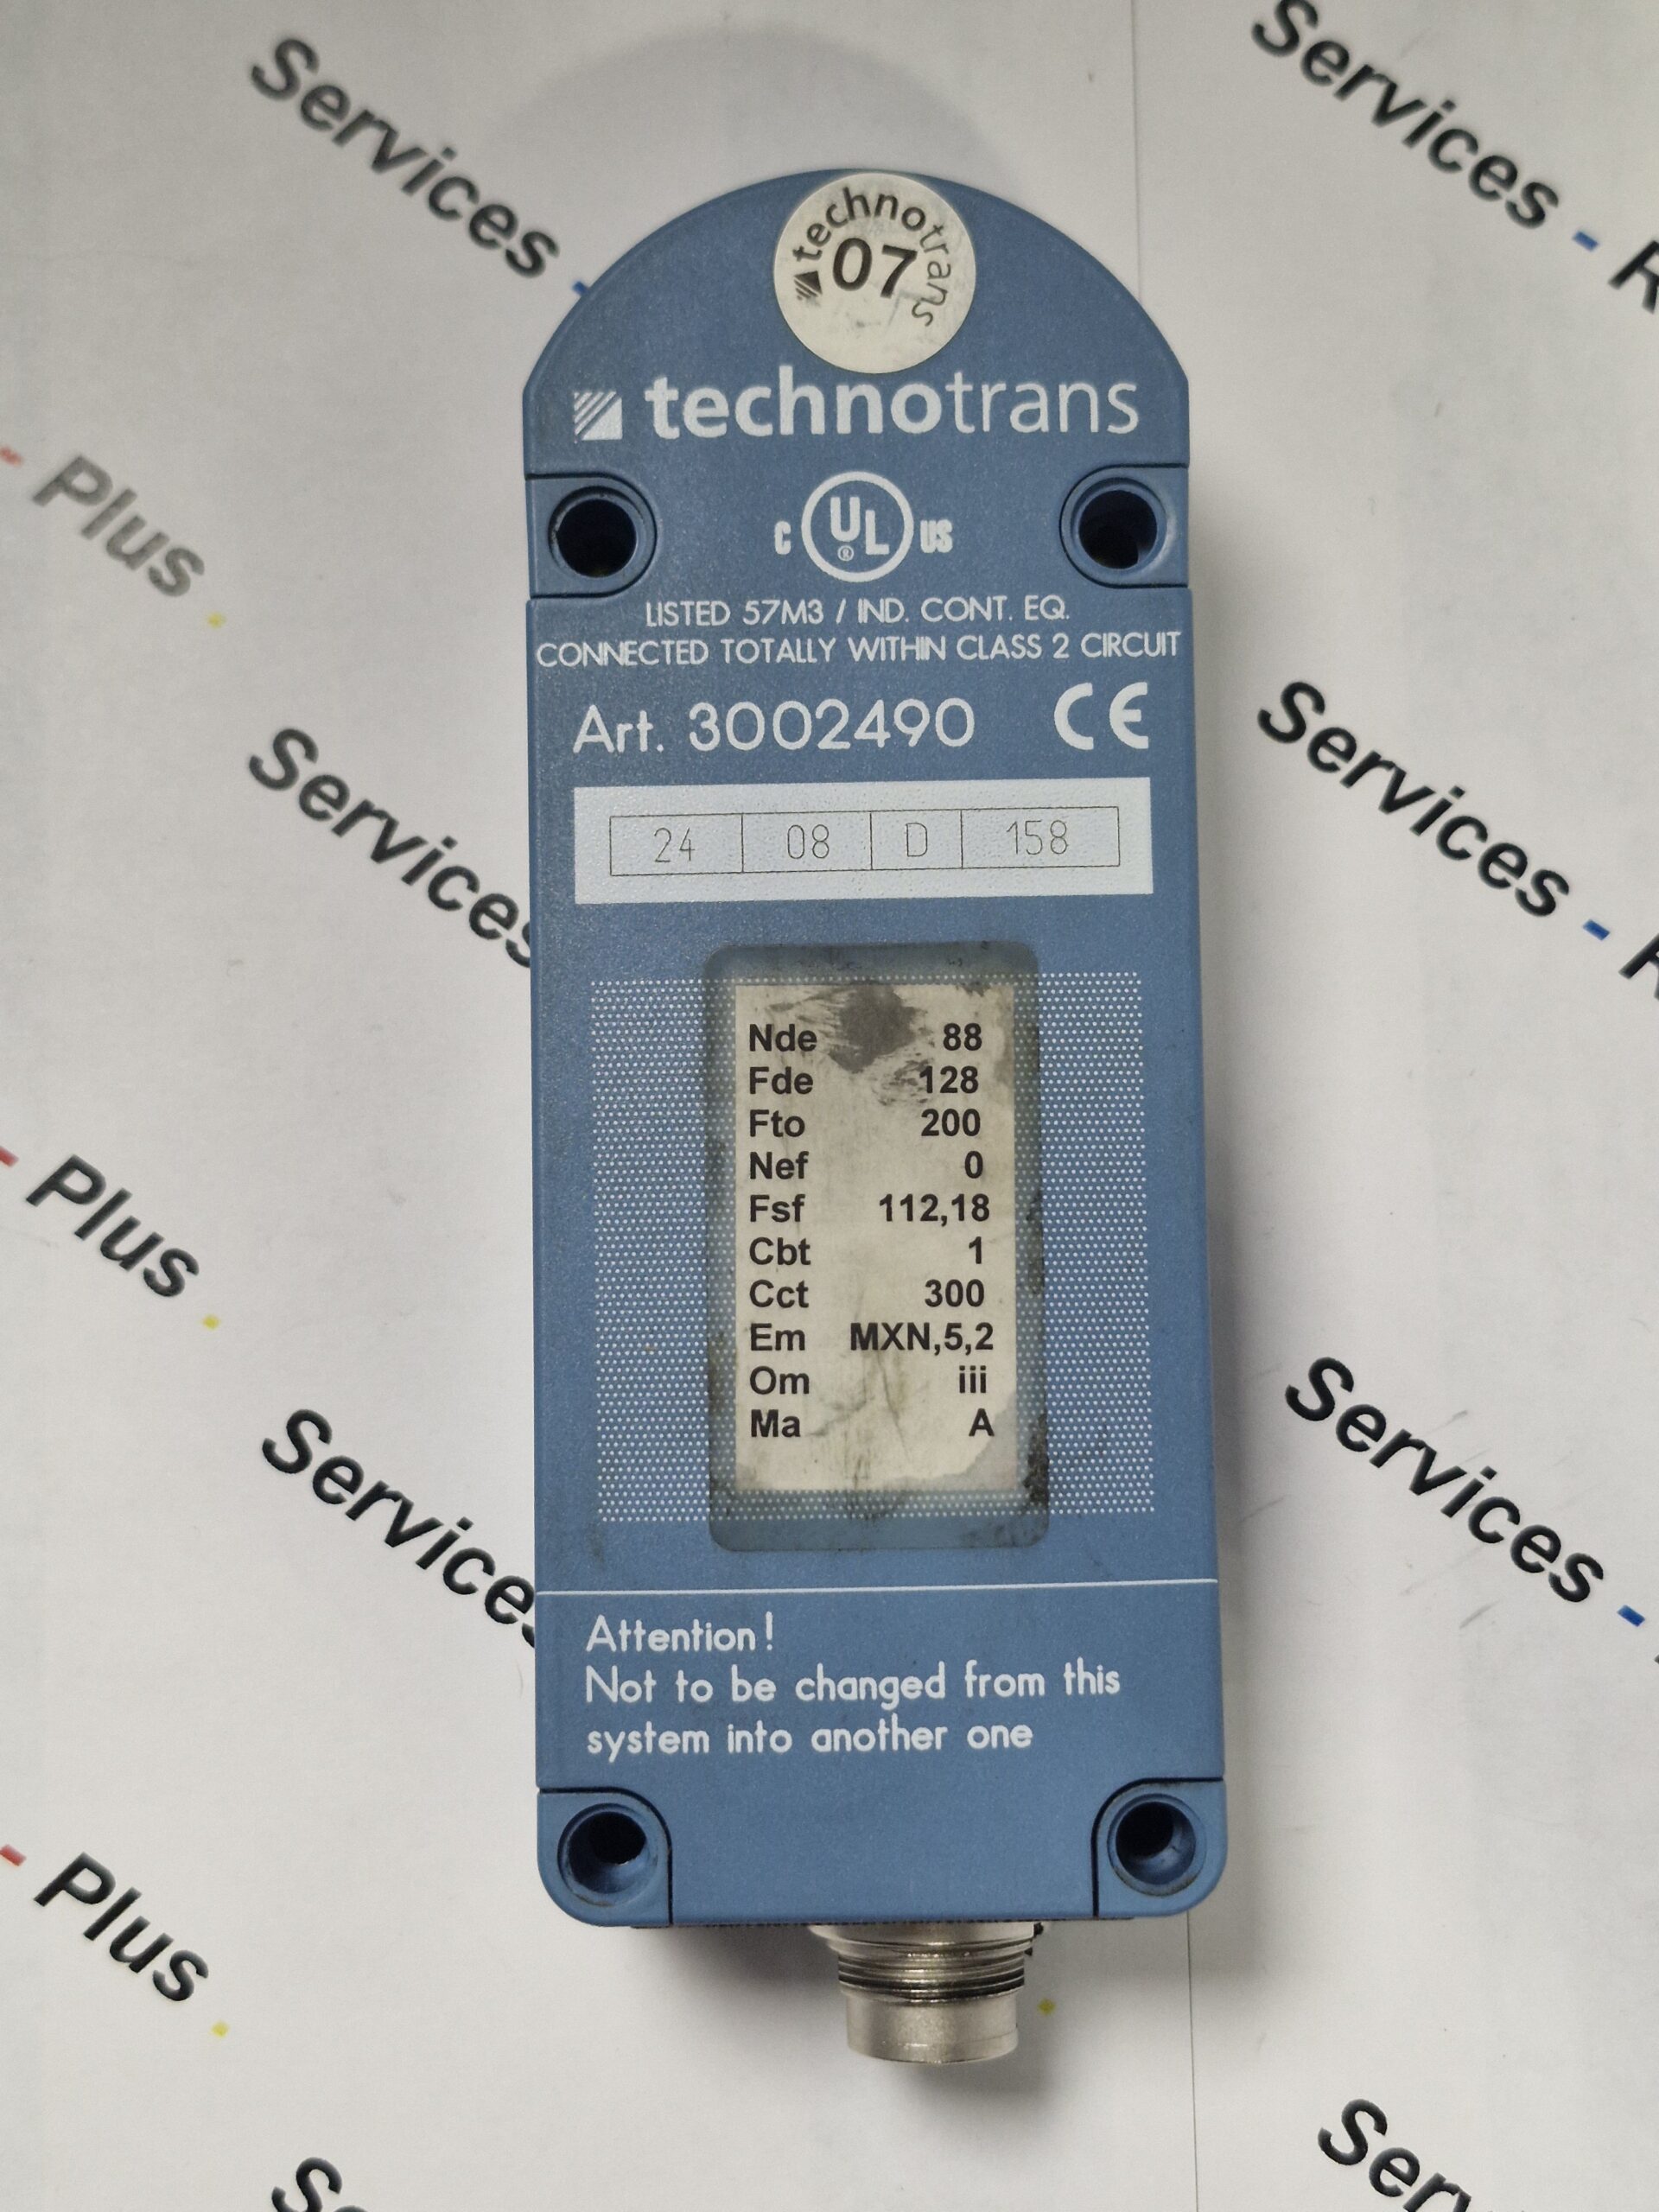 Services -
Services - R
technotrans
07
technotrans
- Plus
C UL® US
LISTED 57M3 / IND. CONT. EQ.
CONNECTED TOTALLY WITHIN CLASS 2 CIRCUIT
Art. 3002490 CE
Services
Services - R
24 08 D 158
Nde 88
Fde 128
Fto 200
Nef 0
Fsf 112,18
Cbt 1
Cct 300
Em MXN,5,2
Om iii
Ma A
- Plus
Services
Services -
Attention!
Not to be changed from this
system into another one
- Plus